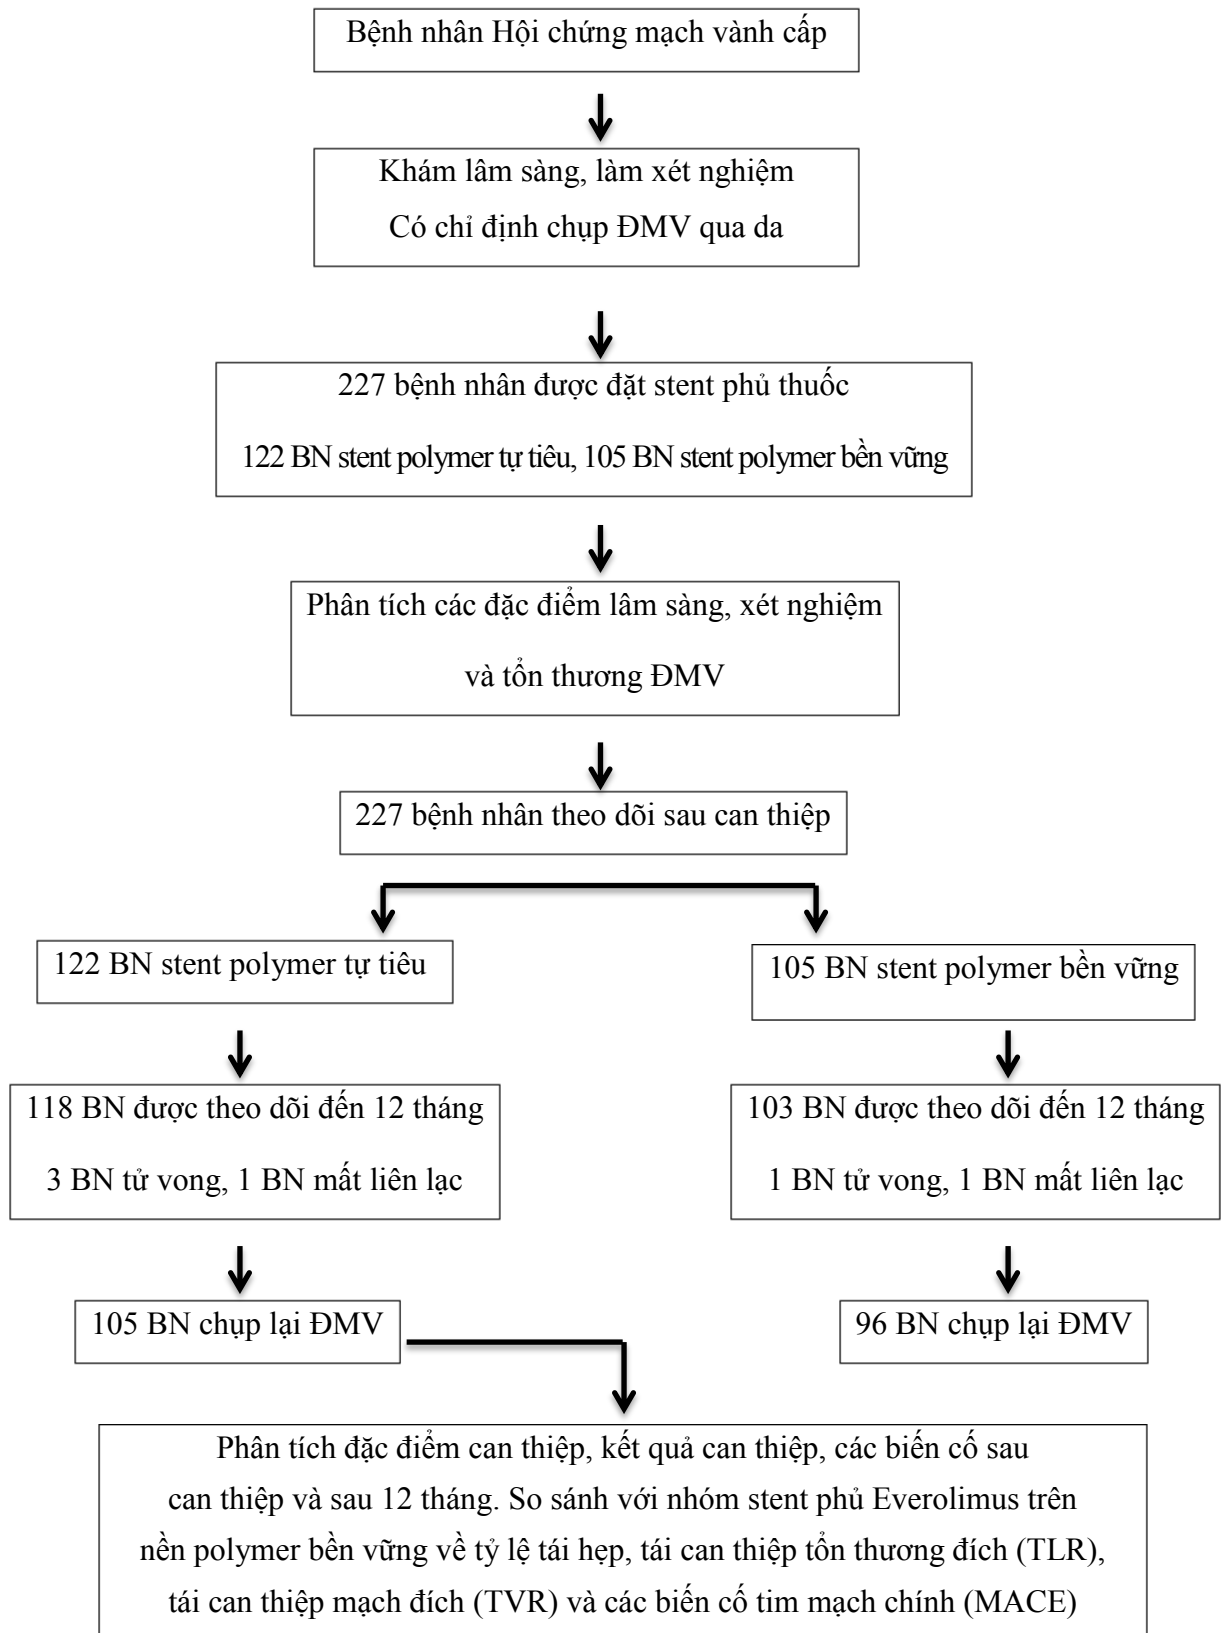 Bệnh nhân Hội chứng mạch vành cấp
Khám lâm sàng, làm xét nghiệm
Có chỉ định chụp ĐMV qua da
227 bệnh nhân được đặt stent phủ thuốc
122 BN stent polymer tự tiêu, 105 BN stent polymer bền vững
Phân tích các đặc điểm lâm sàng, xét nghiệm
và tổn thương ĐMV
227 bệnh nhân theo dõi sau can thiệp
122 BN stent polymer tự tiêu
105 BN stent polymer bền vững
118 BN được theo dõi đến 12 tháng
3 BN tử vong, 1 BN mất liên lạc
103 BN được theo dõi đến 12 tháng
1 BN tử vong, 1 BN mất liên lạc
105 BN chụp lại ĐMV
96 BN chụp lại ĐMV
Phân tích đặc điểm can thiệp, kết quả can thiệp, các biến cố sau
can thiệp và sau 12 tháng. So sánh với nhóm stent phủ Everolimus trên
nền polymer bền vững về tỷ lệ tái hẹp, tái can thiệp tổn thương đích (TLR),
tái can thiệp mạch đích (TVR) và các biến cố tim mạch chính (MACE)